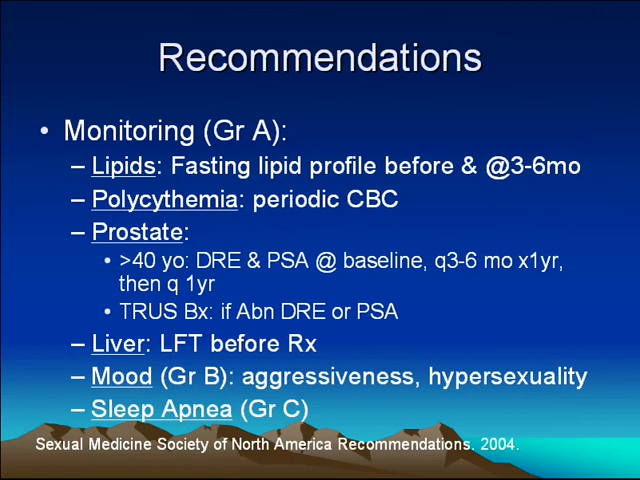 Recommendations
• Monitoring (Gr A):
– Lipids: Fasting lipid profile before & @3-6mo
– Polycythemia: periodic CBC
– Prostate:
• >40 yo: DRE & PSA @ baseline, q3-6 mo x1yr,
then q 1yr
• TRUS Bx: if Abn DRE or PSA
– Liver: LFT before Rx
– Mood (Gr B): aggressiveness, hypersexuality
– Sleep Apnea (Gr C)
Sexual Medicine Society of North America Recommendations. 2004.